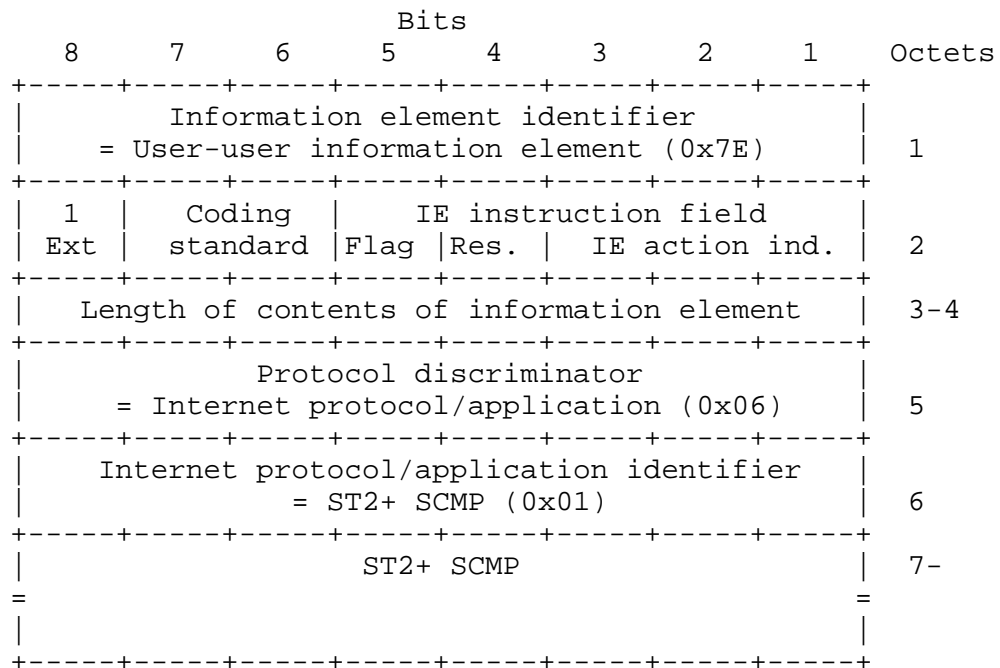 Bits
8 7 6 5 4 3 2 1 Octets
+-----+-----+-----+-----+-----+-----+-----+-----+
| Information element identifier |
| = User-user information element (0x7E) | 1
+-----+-----+-----+-----+-----+-----+-----+-----+
| 1 | Coding | IE instruction field |
| Ext | standard |Flag |Res. | IE action ind. | 2
+-----+-----+-----+-----+-----+-----+-----+-----+
| Length of contents of information element | 3-4
+-----+-----+-----+-----+-----+-----+-----+-----+
| Protocol discriminator |
| = Internet protocol/application (0x06) | 5
+-----+-----+-----+-----+-----+-----+-----+-----+
| Internet protocol/application identifier |
| = ST2+ SCMP (0x01) | 6
+-----+-----+-----+-----+-----+-----+-----+-----+
| ST2+ SCMP | 7-
= =
| |
+-----+-----+-----+-----+-----+-----+-----+-----+